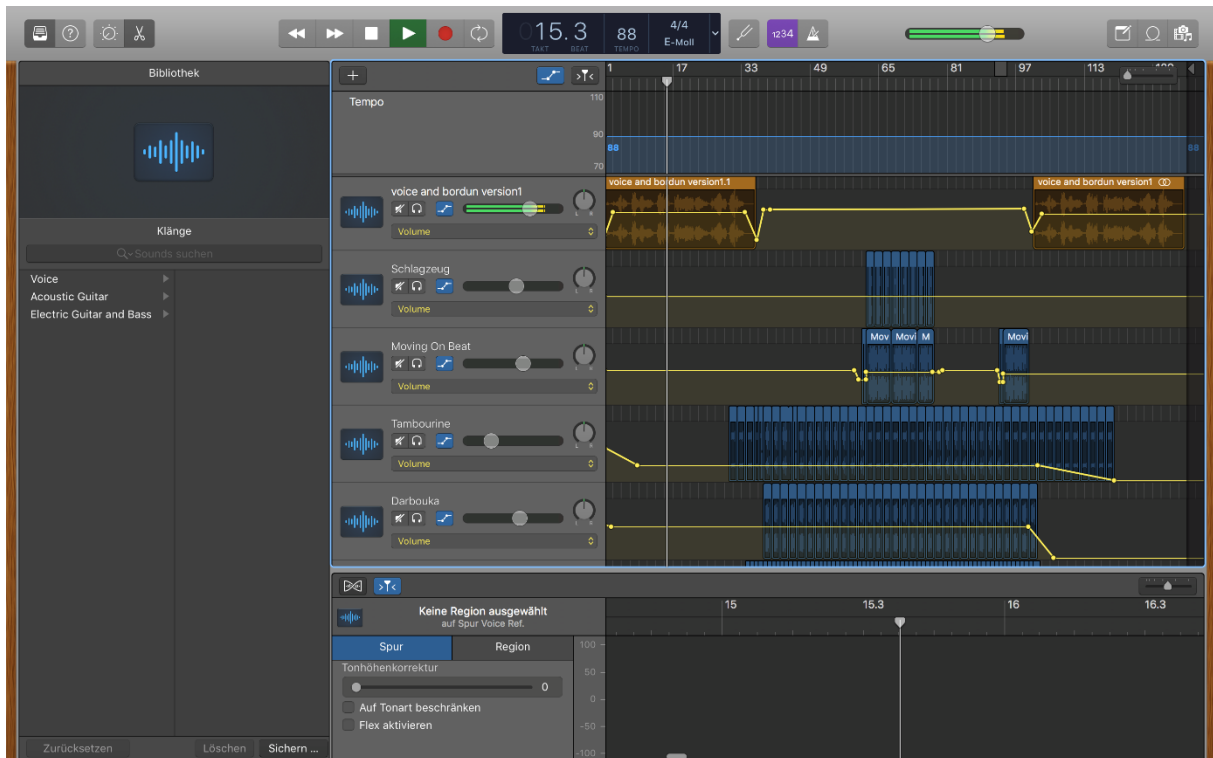 015.3
TAKT BEAT
88
TEMPO
4/4
E-Moll
1234
Bibliothek
Klänge
Sounds suchen
Voice
Acoustic Guitar
Electric Guitar and Bass
Zurücksetzen Löschen Sichern ...
1 17 33 49 65 81 97 113
Tempo
110
90
70
88 88
voice and bordun version1
L R
Volume
voice and bordun version1.1 voice and bordun version1
Schlagzeug
L R
Volume
Moving On Beat
L R
Volume
Mov Movi M Movi
Tambourine
L R
Volume
Darbouka
L R
Volume
Keine Region ausgewählt
auf Spur Voice Ref.
15 15.3 16 16.3
Spur Region
Tonhöhenkorrektur
0
Auf Tonart beschränken
Flex aktivieren
100
50
0
-50
-100